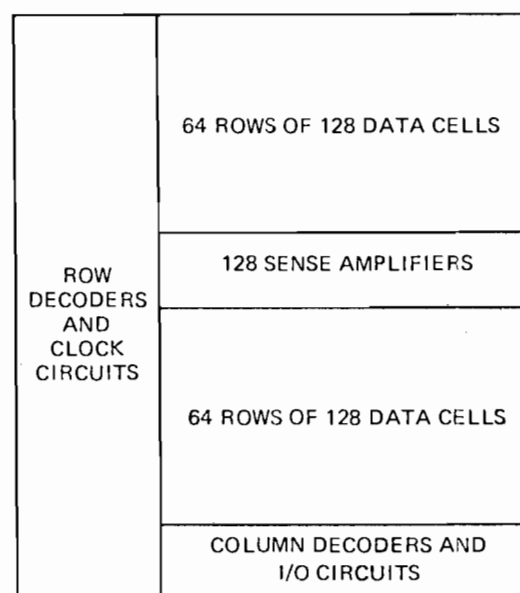 64 ROWS OF 128 DATA CELLS
128 SENSE AMPLIFIERS
ROW
DECODERS
AND
CLOCK
CIRCUITS
64 ROWS OF 128 DATA CELLS
COLUMN DECODERS AND
I/O CIRCUITS